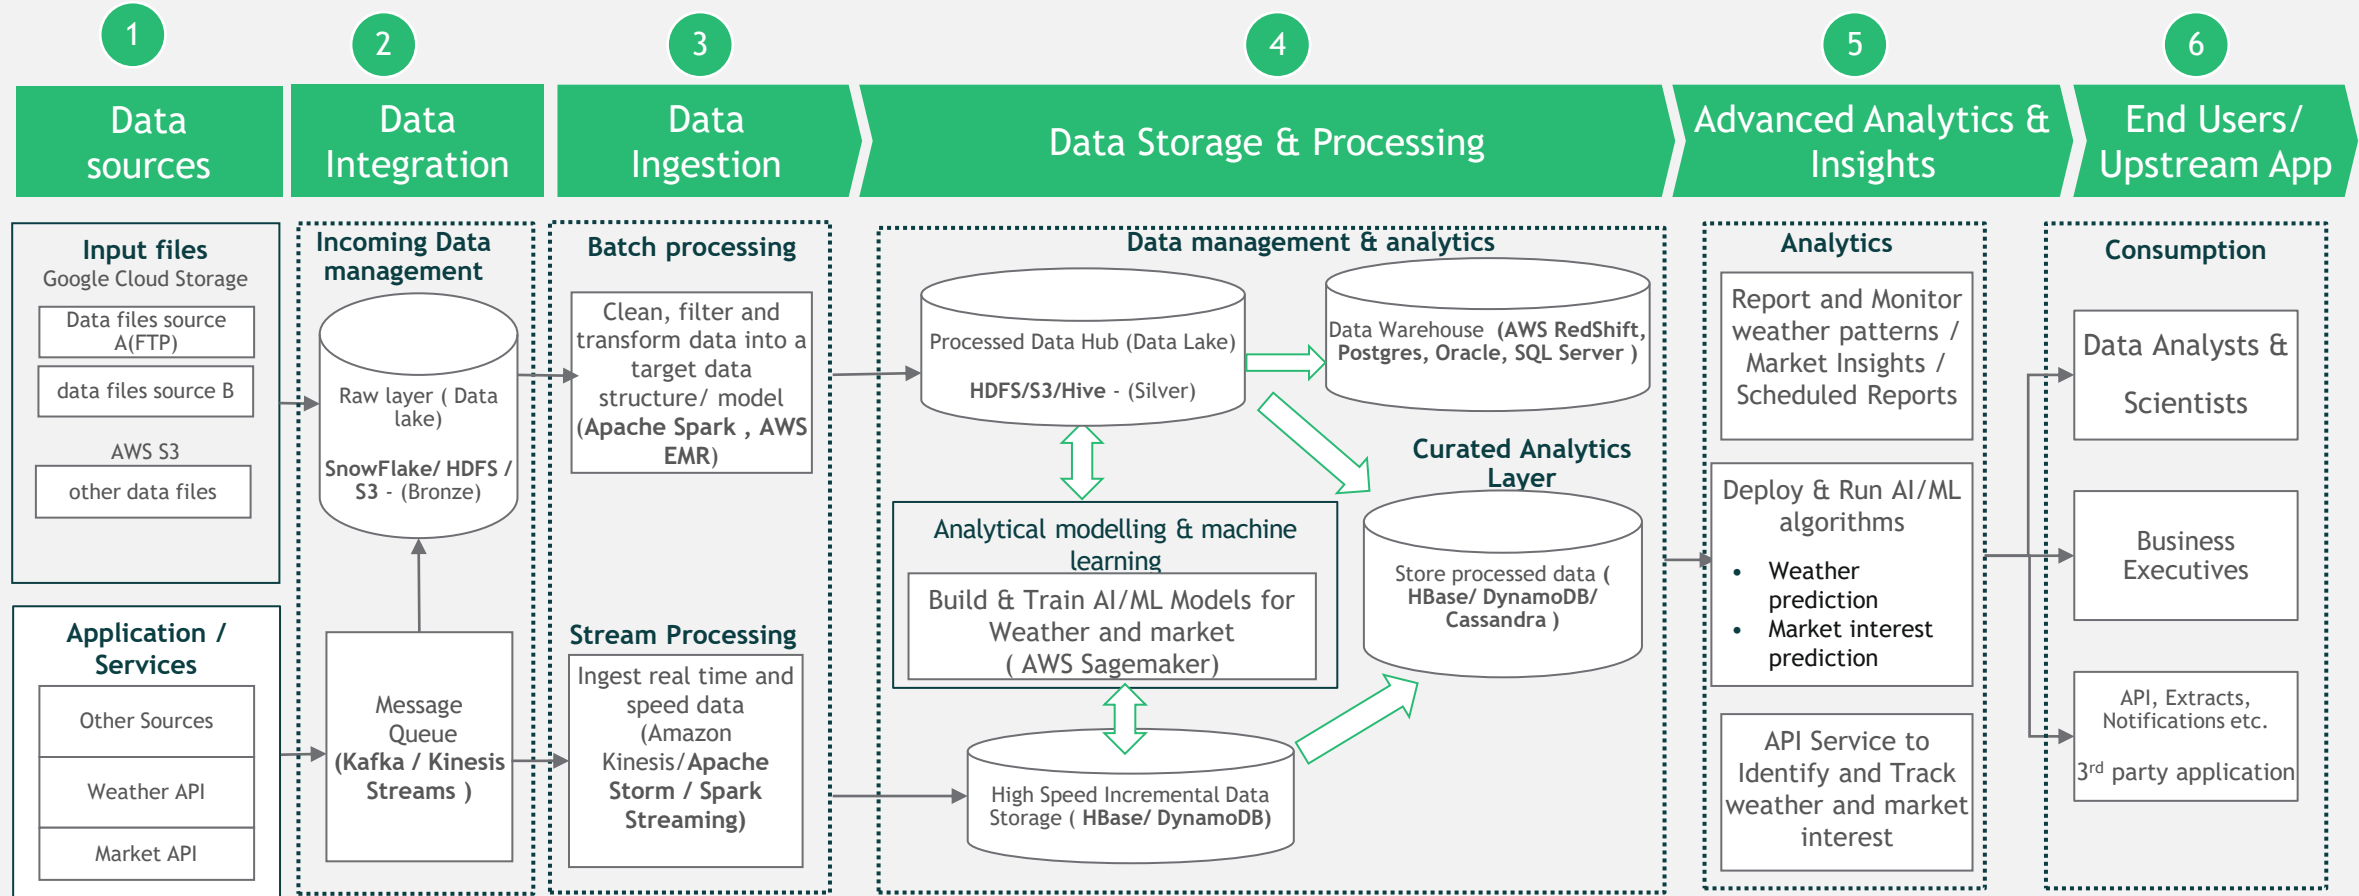 1
2
3
4
5
6
Data
sources
Data
Integration
Data
Ingestion
Data Storage & Processing
Advanced Analytics &
Insights
End Users/
Upstream App
Input files
Google Cloud Storage
Data files source
A(FTP)
data files source B
AWS S3
other data files
Application /
Services
Other Sources
Weather API
Market API
Incoming Data
management
Raw layer ( Data
lake)
SnowFlake/ HDFS /
S3 - (Bronze)
Message
Queue
(Kafka / Kinesis
Streams )
Batch processing
Clean, filter and
transform data into a
target data
structure/ model
(Apache Spark , AWS
EMR)
Stream Processing
Ingest real time and
speed data
(Amazon
Kinesis/Apache
Storm / Spark
Streaming)
Data management & analytics
Processed Data Hub (Data Lake)
HDFS/S3/Hive - (Silver)
Data Warehouse (AWS RedShift,
Postgres, Oracle, SQL Server )
Curated Analytics
Layer
Analytical modelling & machine
learning
Build & Train AI/ML Models for
Weather and market
( AWS Sagemaker)
Store processed data (
HBase/ DynamoDB/
Cassandra )
High Speed Incremental Data
Storage ( HBase/ DynamoDB)
Analytics
Report and Monitor
weather patterns /
Market Insights /
Scheduled Reports
Deploy & Run AI/ML
algorithms
• Weather
prediction
• Market interest
prediction
API Service to
Identify and Track
weather and market
interest
Consumption
Data Analysts &
Scientists
Business
Executives
API, Extracts,
Notifications etc.
3rd party application